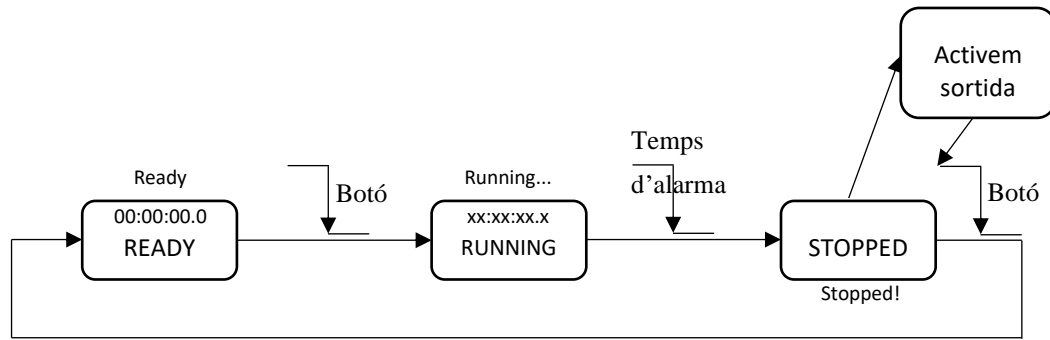 Activem
sortida
Ready
00:00:00.0
READY
Botó
Running...
xx:xx:xx.x
RUNNING
Temps
d’alarma
STOPPED
Stopped!
Botó